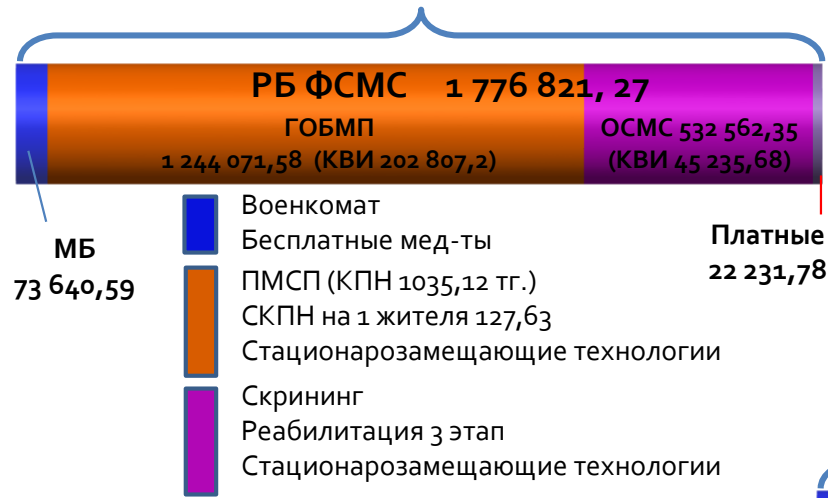 РБ ФСМС 1 776 821, 27
ГОБМП
1 244 071,58 (КВИ 202 807,2)
ОСМС 532 562,35
(КВИ 45 235,68)
МБ
73 640,59
Военкомат
Бесплатные мед-ты
ПМСП (КПН 1035,12 тг.)
СКПН на 1 жителя 127,63
Стационарозамещающие технологии
Скрининг
Реабилитация 3 этап
Стационарозамещающие технологии
Платные
22 231,78